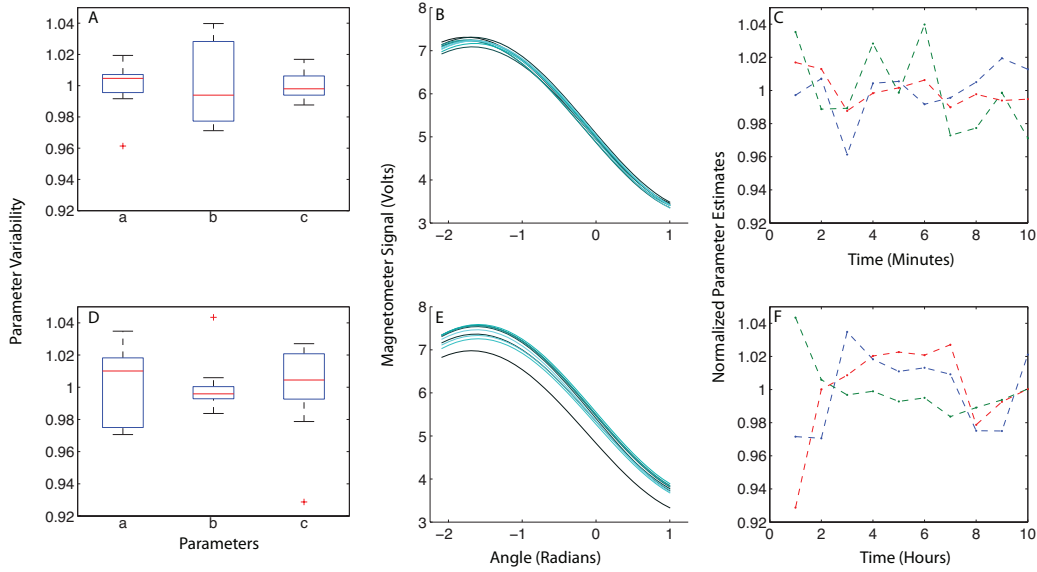 Parameter Variability
A
1.04
1.02
1
0.98
0.96
0.94
0.92
a b c
Magnetometer Signal (Volts)
B
8
7
6
5
4
3
−2 −1 0 1
Normalized Parameter Estimates
C
1.04
1.02
1
0.98
0.96
0.94
0.92
0 2 4 6 8 10
Time (Minutes)
D
1.04
1.02
1
0.98
0.96
0.94
0.92
a b c
Parameters
E
8
7
6
5
4
3
−2 −1 0 1
Angle (Radians)
F
1.04
1.02
1
0.98
0.96
0.94
0.92
0 2 4 6 8 10
Time (Hours)